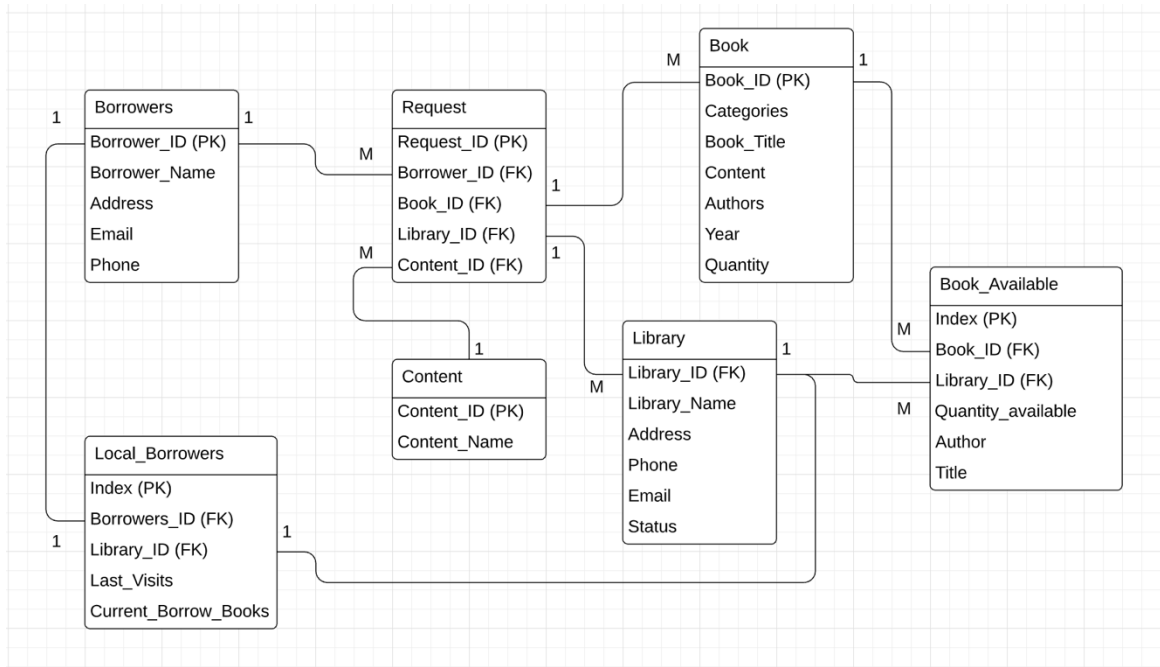 Borrowers
Borrower_ID (PK)
Borrower_Name
Address
Email
Phone
1
1
Request
Request_ID (PK)
Borrower_ID (FK)
Book_ID (FK)
Library_ID (FK)
Content_ID (FK)
M
1
1
M
Book
Book_ID (PK)
Categories
Book_Title
Content
Authors
Year
Quantity
M
1
Book_Available
Index (PK)
Book_ID (FK)
Library_ID (FK)
Quantity_available
Author
Title
M
M
Library
Library_ID (FK)
Library_Name
Address
Phone
Email
Status
1
M
Content
Content_ID (PK)
Content_Name
1
Local_Borrowers
Index (PK)
Borrowers_ID (FK)
Library_ID (FK)
Last_Visits
Current_Borrow_Books
1
1